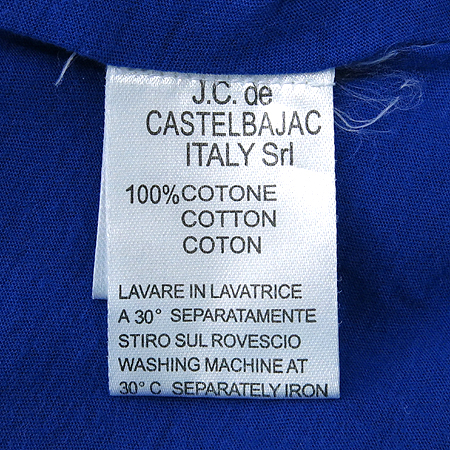 J.C. de
CASTELBAJAC
ITALY Srl
100%COTONE
COTTON
COTON
LAVARE IN LAVATRICE
A 30° SEPARATAMENTE
STIRO SUL ROVESCIO
WASHING MACHINE AT
30° C SEPARATELY IRON